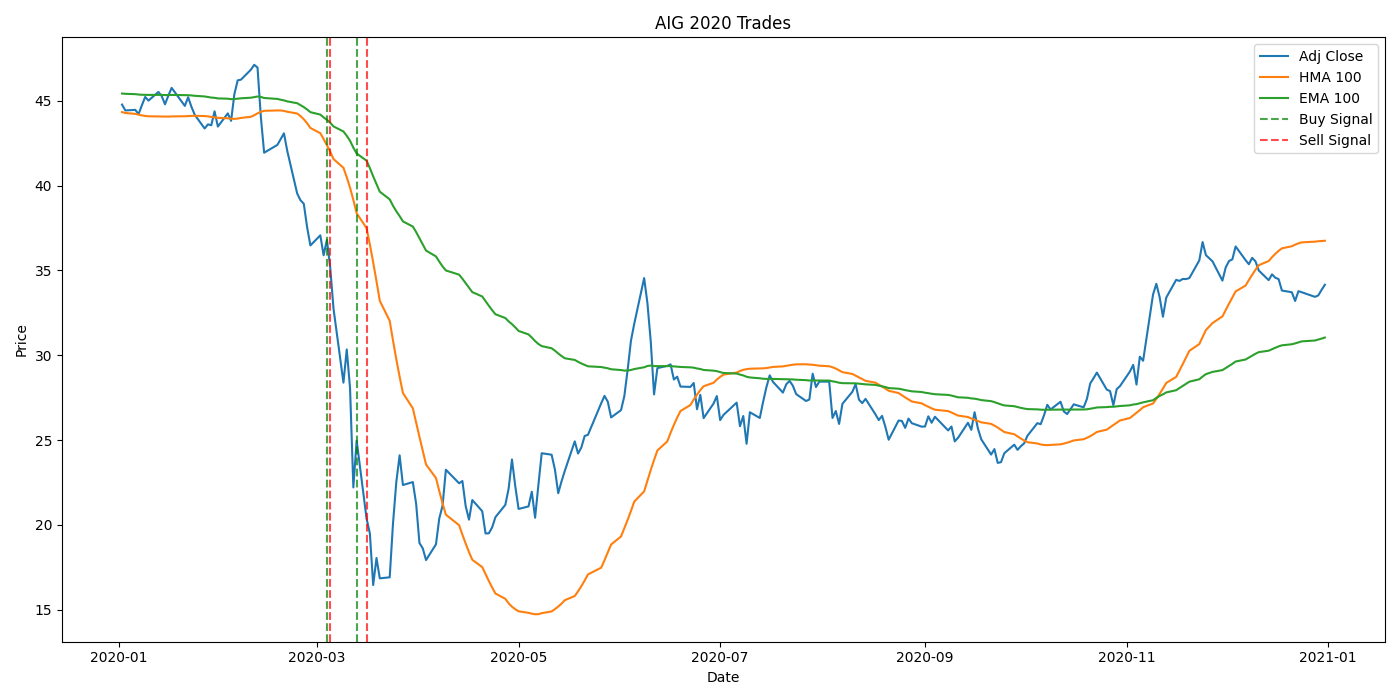 AIG 2020 Trades
Adj Close
HMA 100
EMA 100
Buy Signal
Sell Signal
Price
45
40
35
30
25
20
15
2020-01
2020-03
2020-05
2020-07
2020-09
2020-11
2021-01
Date